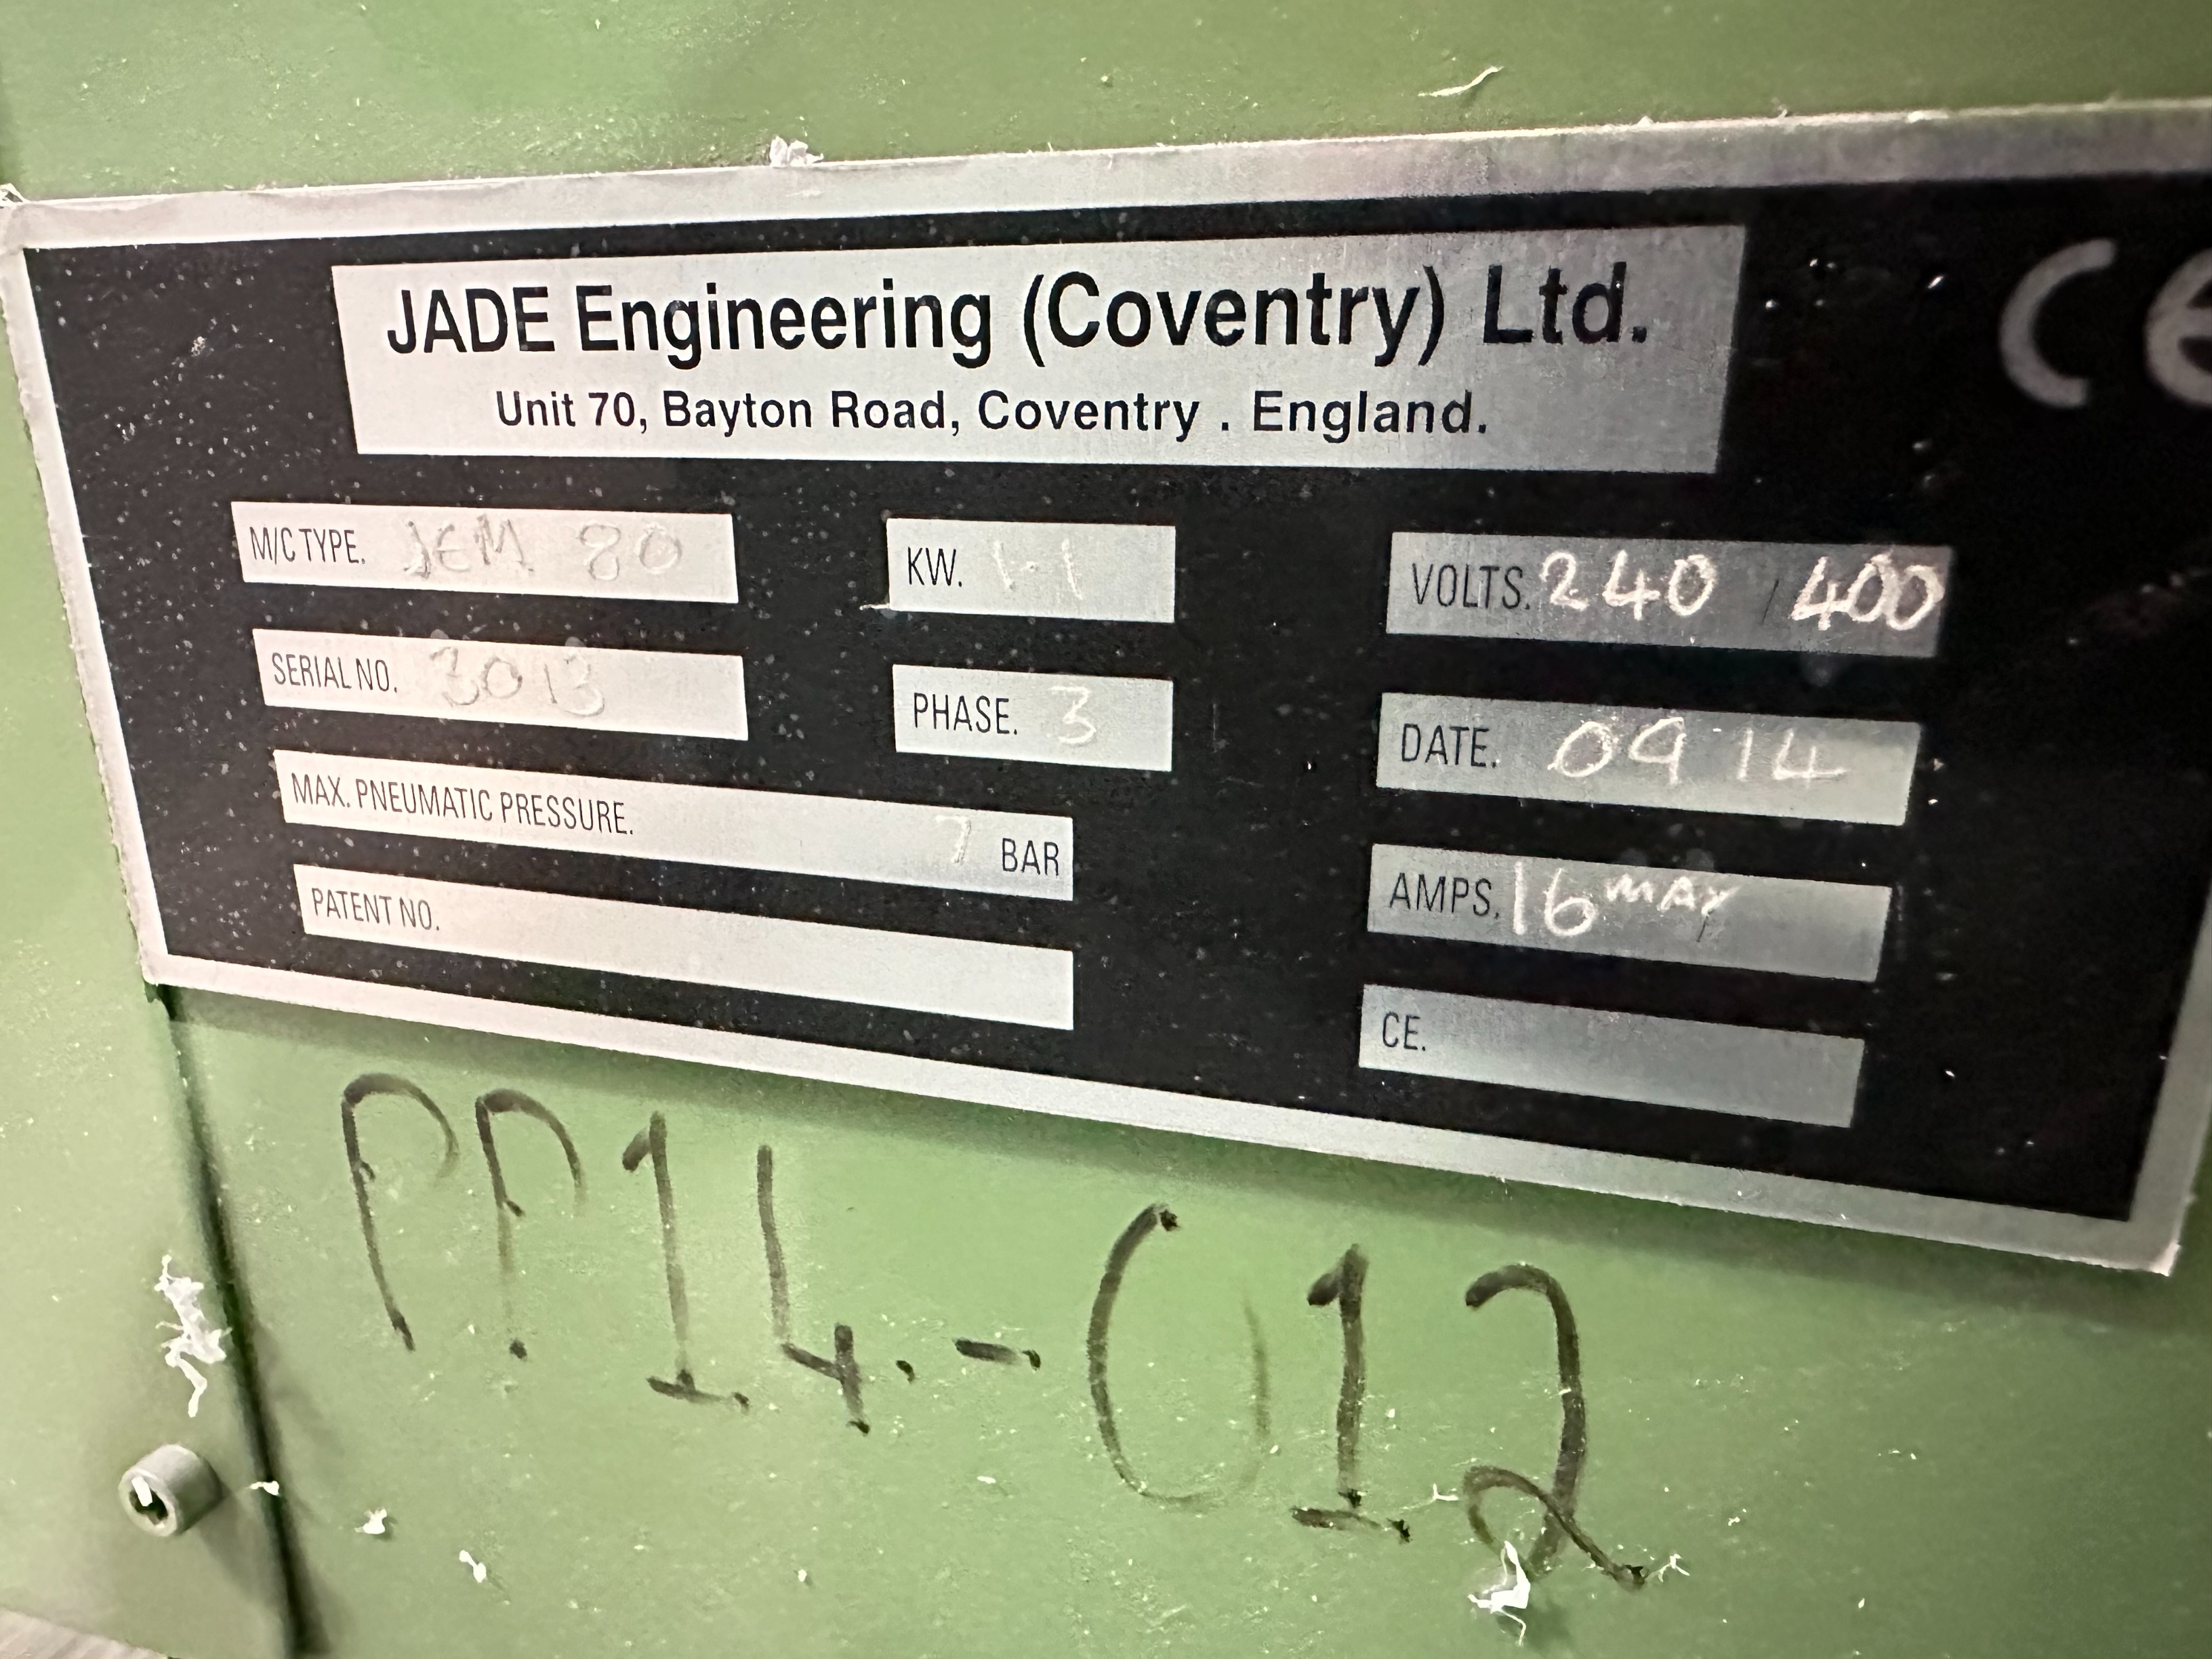 JADE Engineering (Coventry) Ltd.
Unit 70, Bayton Road, Coventry . England.
CE
M/C TYPE. JEM 80
KW. 1.1
VOLTS. 240 / 400
SERIAL NO. 3013
PHASE. 3
DATE. 09 14
MAX. PNEUMATIC PRESSURE. 7 BAR
AMPS. 16 MAX
PATENT NO.
CE.
PP14.-012